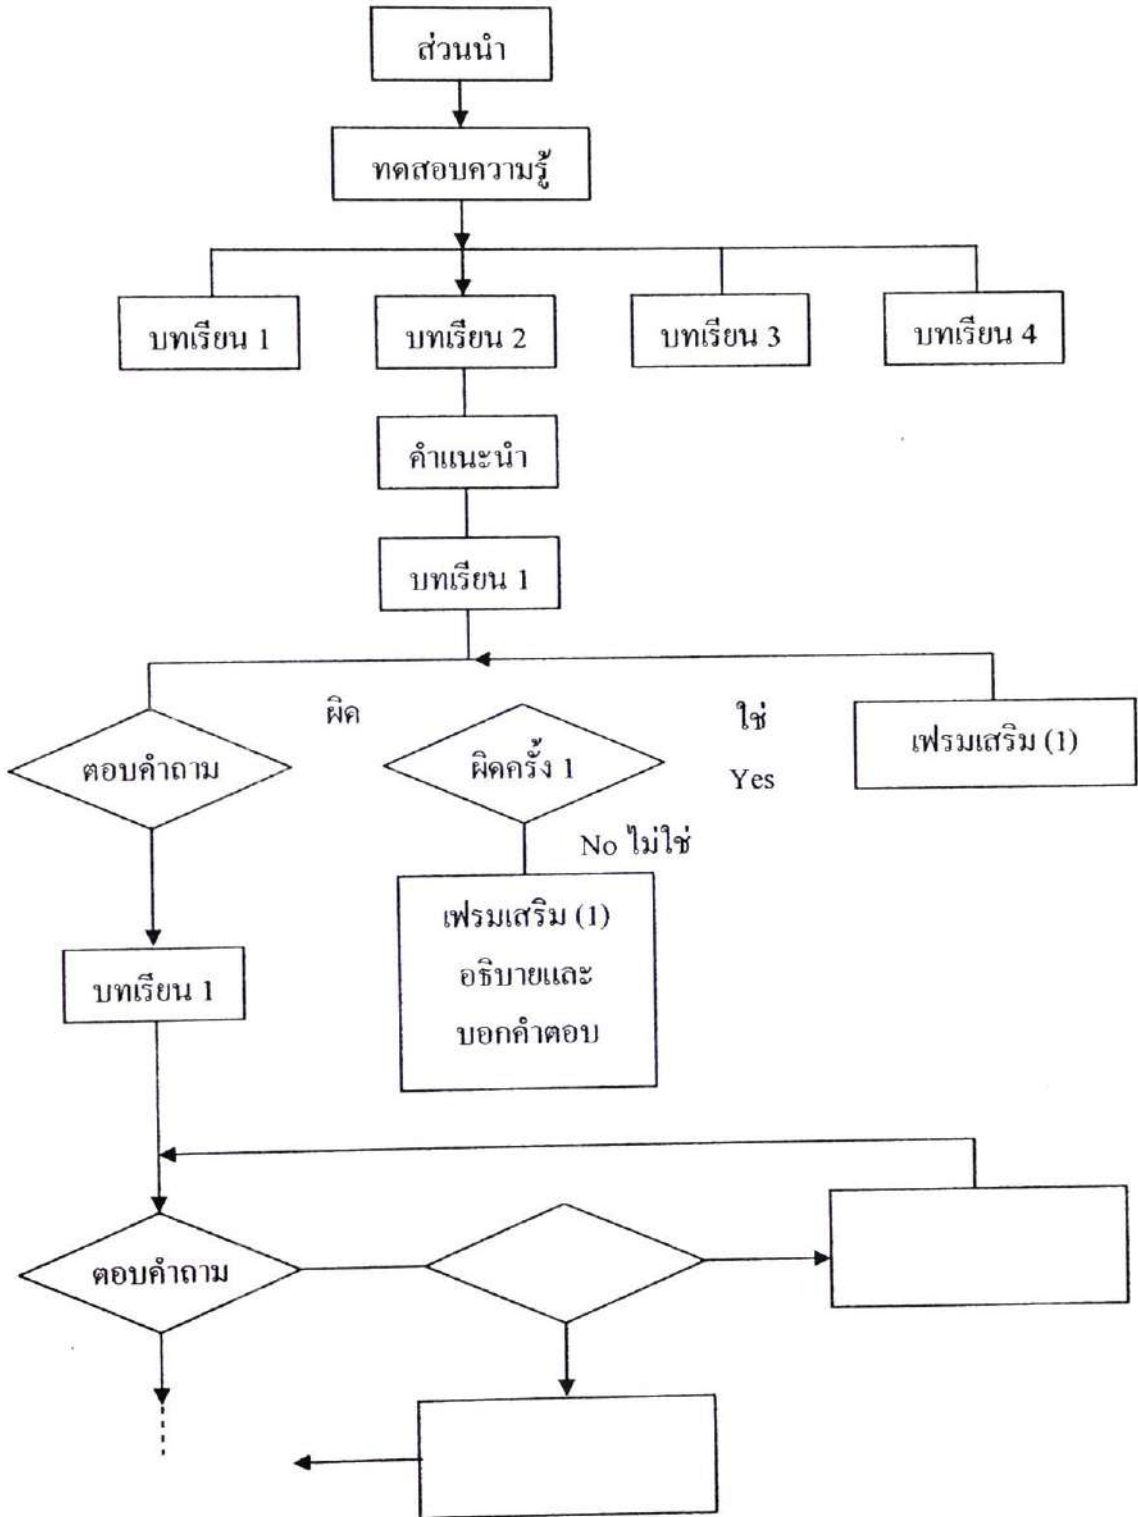 ส่วนนำ
ทดสอบความรู้
บทเรียน 1
บทเรียน 2
บทเรียน 3
บทเรียน 4
คำแนะนำ
บทเรียน 1
ผิด
ใช่
ตอบคำถาม
ผิดครั้ง 1
Yes
เฟรมเสริม (1)
No ไม่ใช่
เฟรมเสริม (1)
อธิบายและ
บอกคำตอบ
บทเรียน 1
ตอบคำถาม